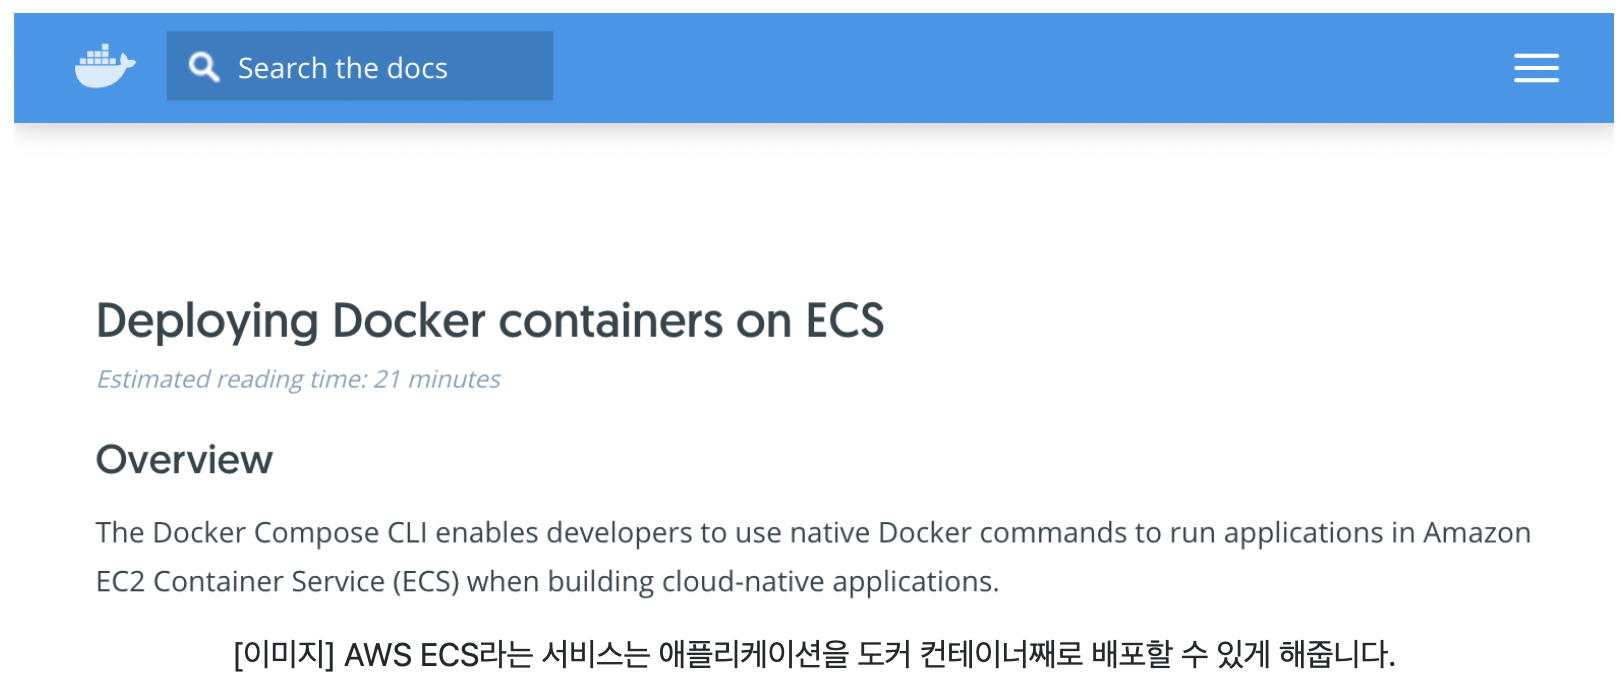 Search the docs
Deploying Docker containers on ECS
Estimated reading time: 21 minutes
Overview
The Docker Compose CLI enables developers to use native Docker commands to run applications in Amazon
EC2 Container Service (ECS) when building cloud-native applications.
[이미지] AWS ECS라는 서비스는 애플리케이션을 도커 컨테이너째로 배포할 수 있게 해줍니다.